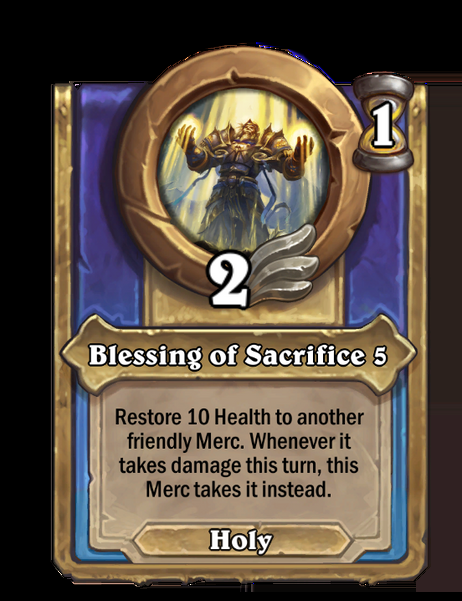 1
2
Blessing of Sacrifice 5
Restore 10 Health to another
friendly Merc. Whenever it
takes damage this turn, this
Merc takes it instead.
Holy